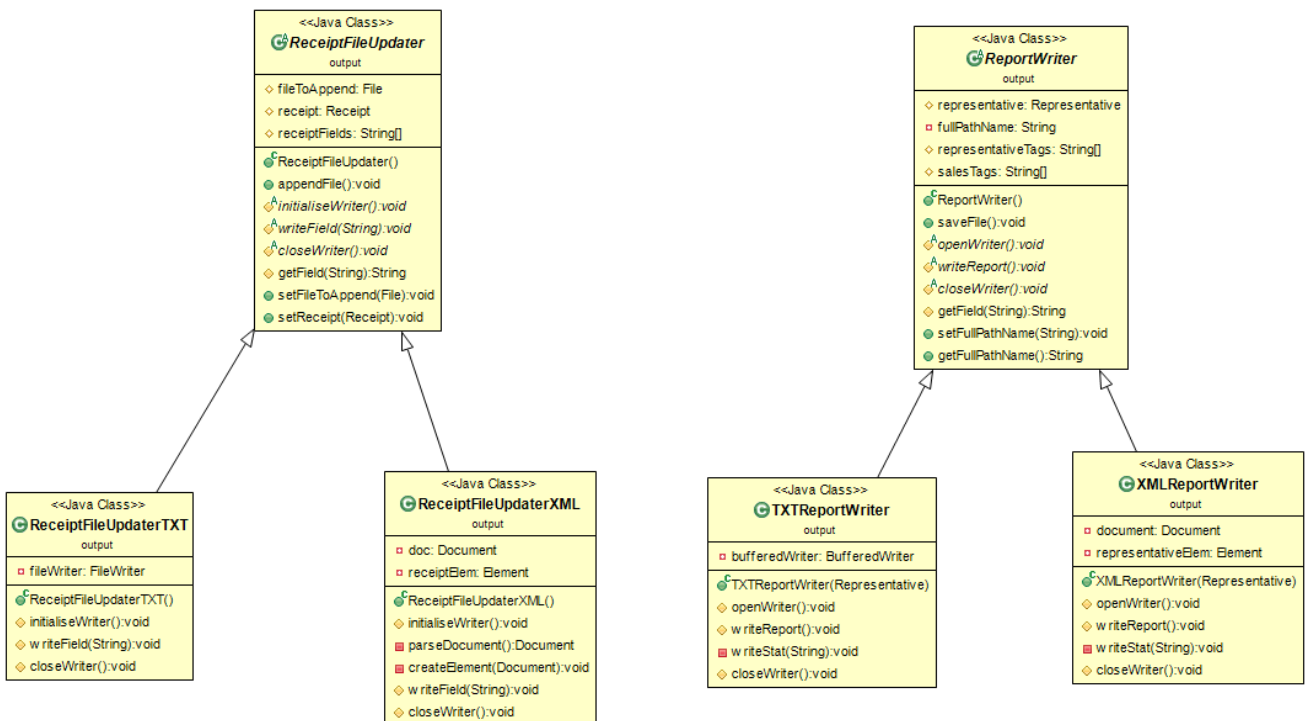 <<Java Class>>
ReceiptFileUpdater
output
fileToAppend: File
receipt: Receipt
receiptFields: String[]
ReceiptFileUpdater()
appendFile():void
initialiseWriter():void
writeField(String):void
closeWriter():void
getField(String):String
setFileToAppend(File):void
setReceipt(Receipt):void
<<Java Class>>
ReportWriter
output
representative: Representative
fullPathName: String
representativeTags: String[]
salesTags: String[]
ReportWriter()
saveFile():void
openWriter():void
writeReport():void
closeWriter():void
getField(String):String
setFullPathName(String):void
getFullPathName():String
<<Java Class>>
ReceiptFileUpdaterTXT
output
fileWriter: FileWriter
ReceiptFileUpdaterTXT()
initialiseWriter():void
writeField(String):void
closeWriter():void
<<Java Class>>
ReceiptFileUpdaterXML
output
doc: Document
receiptElem: Element
ReceiptFileUpdaterXML()
initialiseWriter():void
parseDocument():Document
createElement(Document):void
writeField(String):void
closeWriter():void
<<Java Class>>
TXTReportWriter
output
bufferedWriter: BufferedWriter
TXTReportWriter(Representative)
openWriter():void
writeReport():void
writeStat(String):void
closeWriter():void
<<Java Class>>
XMLReportWriter
output
document: Document
representativeElem: Element
XMLReportWriter(Representative)
openWriter():void
writeReport():void
writeStat(String):void
closeWriter():void